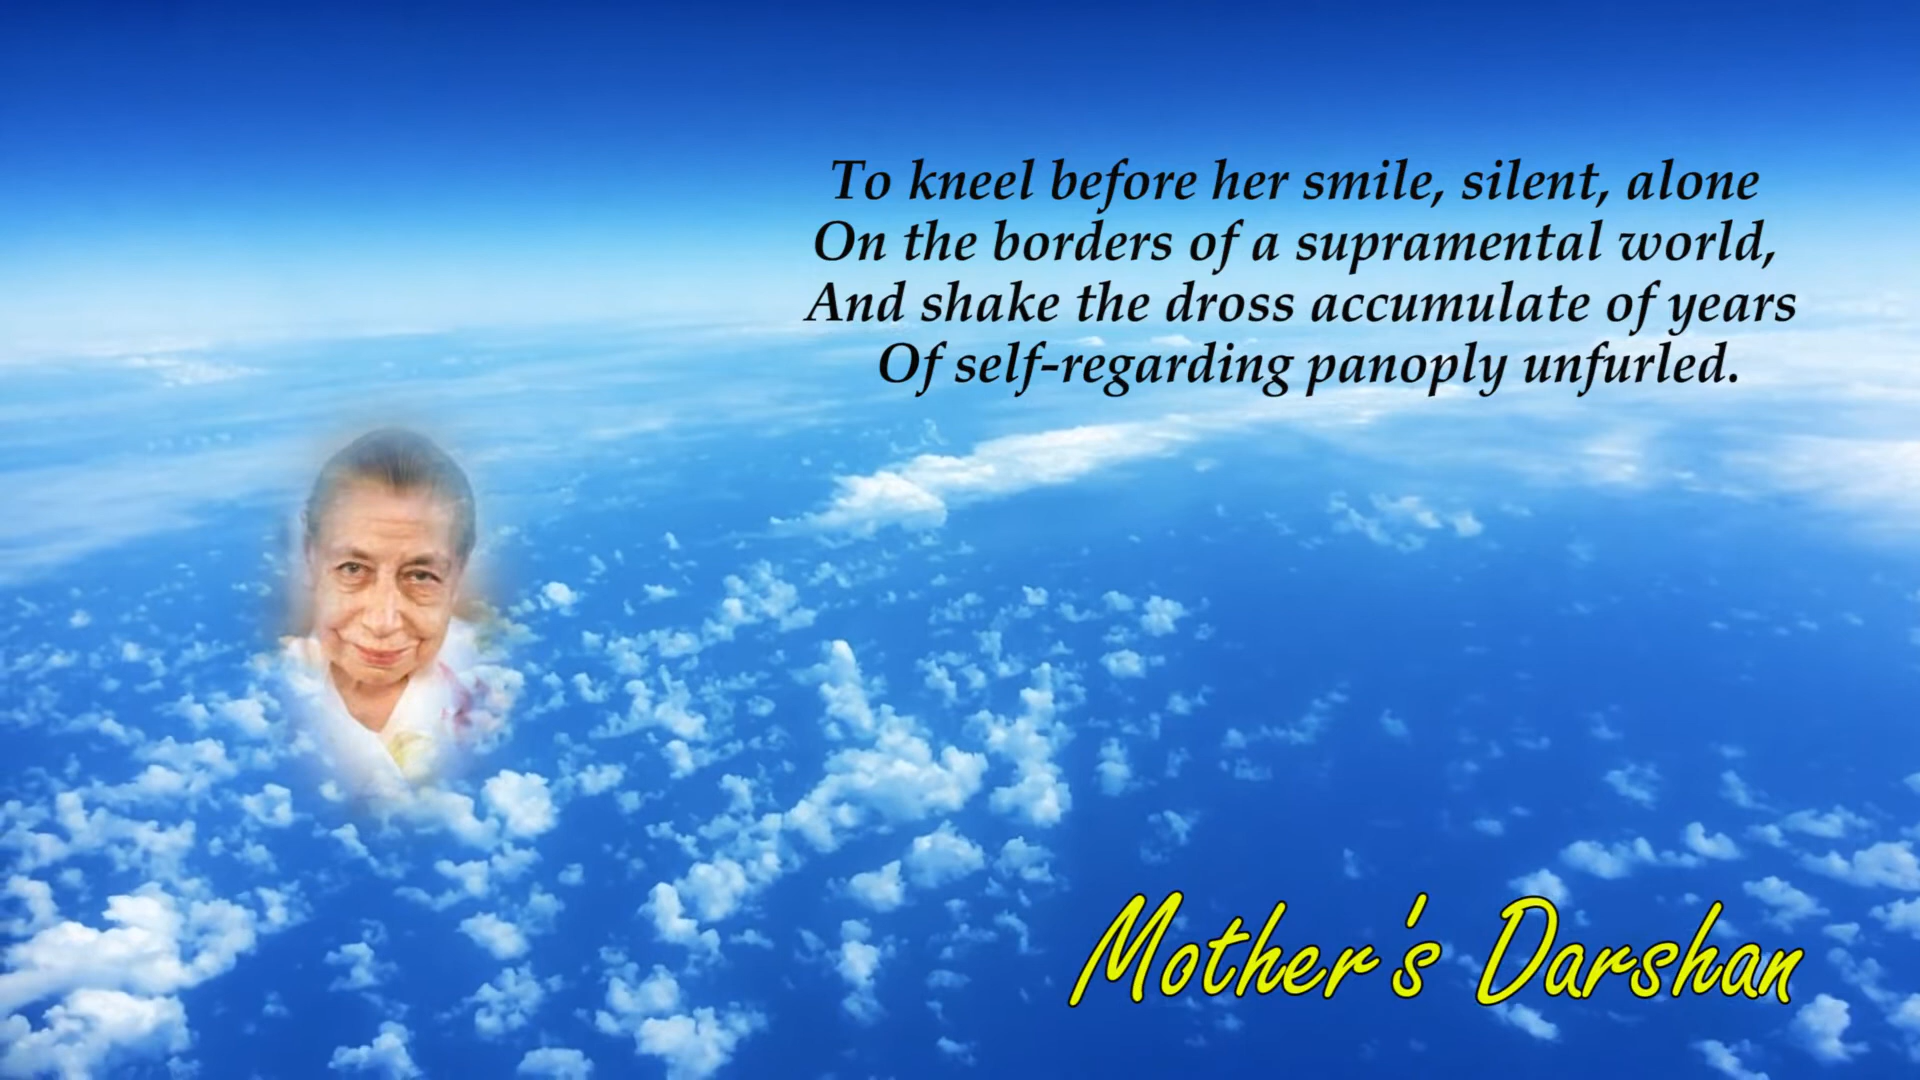 To kneel before her smile, silent, alone
On the borders of a supramental world,
And shake the dross accumulate of years
Of self-regarding panoply unfurled.
Mother's Darshan